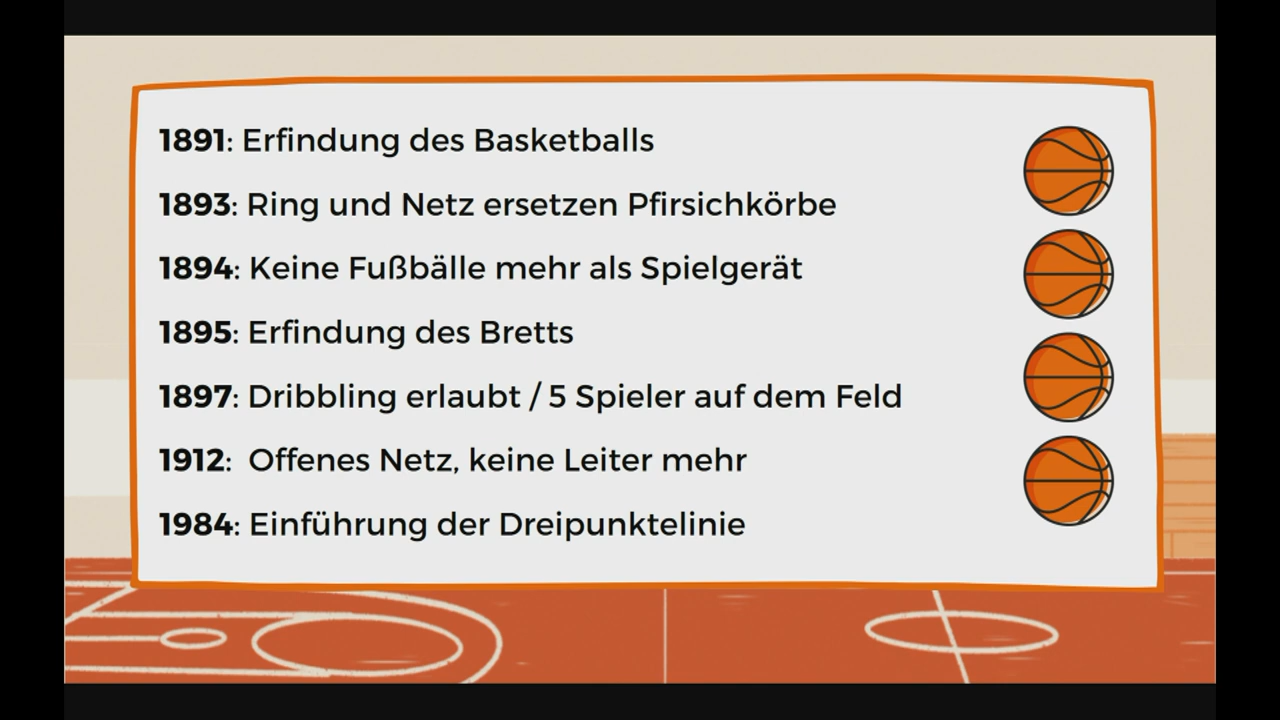 1891: Erfindung des Basketballs
1893: Ring und Netz ersetzen Pfirsichkörbe
1894: Keine Fußbälle mehr als Spielgerät
1895: Erfindung des Bretts
1897: Dribbling erlaubt / 5 Spieler auf dem Feld
1912: Offenes Netz, keine Leiter mehr
1984: Einführung der Dreipunktelinie